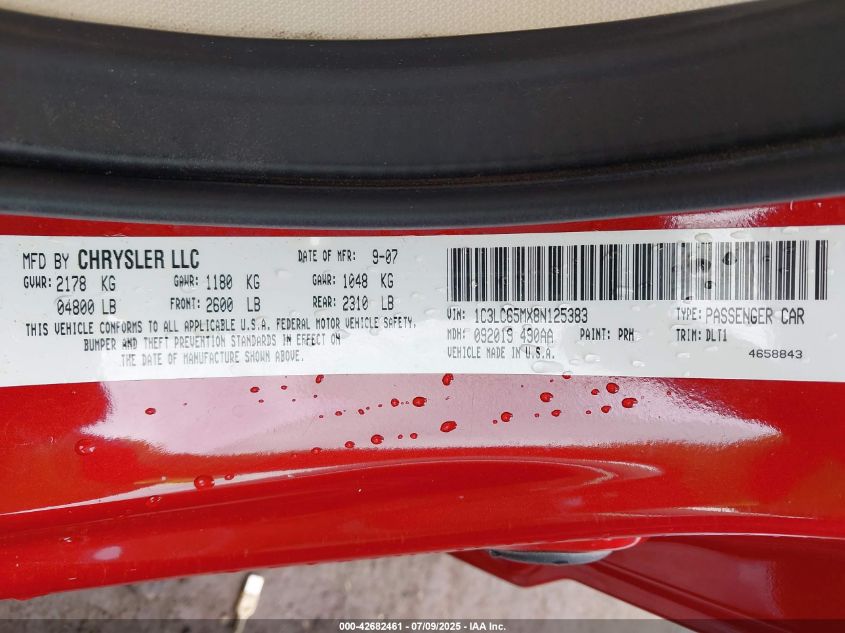 MFD BY CHRYSLER LLC DATE OF MFR: 9-07
GVWR: 2178 KG GAWR: 1180 KG GAWR: 1048 KG
04800 LB FRONT: 2600 LB REAR: 2310 LB
THIS VEHICLE CONFORMS TO ALL APPLICABLE U.S.A. FEDERAL MOTOR VEHICLE SAFETY,
BUMPER AND THEFT PREVENTION STANDARDS IN EFFECT ON
THE DATE OF MANUFACTURE SHOWN ABOVE.
VIN: 1C3LC65MX8N125383 TYPE: PASSENGER CAR
MDH: 092019 490AA PAINT: PRH TRIM: DLT1
VEHICLE MADE IN U.S.A. 4658843
000-42682461 | 07/09/2025 - IAA Inc.